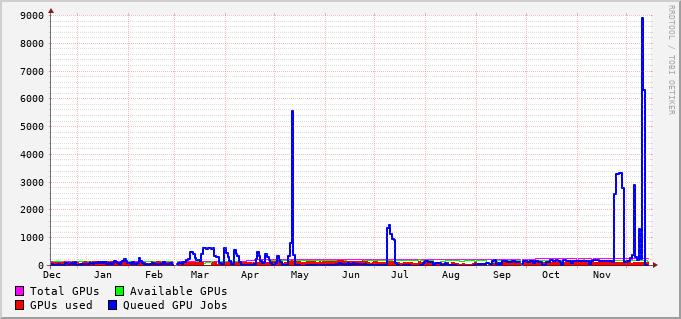 9000
8000
7000
6000
5000
4000
3000
2000
1000
0
Dec Jan Feb Mar Apr May Jun Jul Aug Sep Oct Nov
Total GPUs Available GPUs
GPUs used Queued GPU Jobs
RRDTOOL / TOBI OETIKER